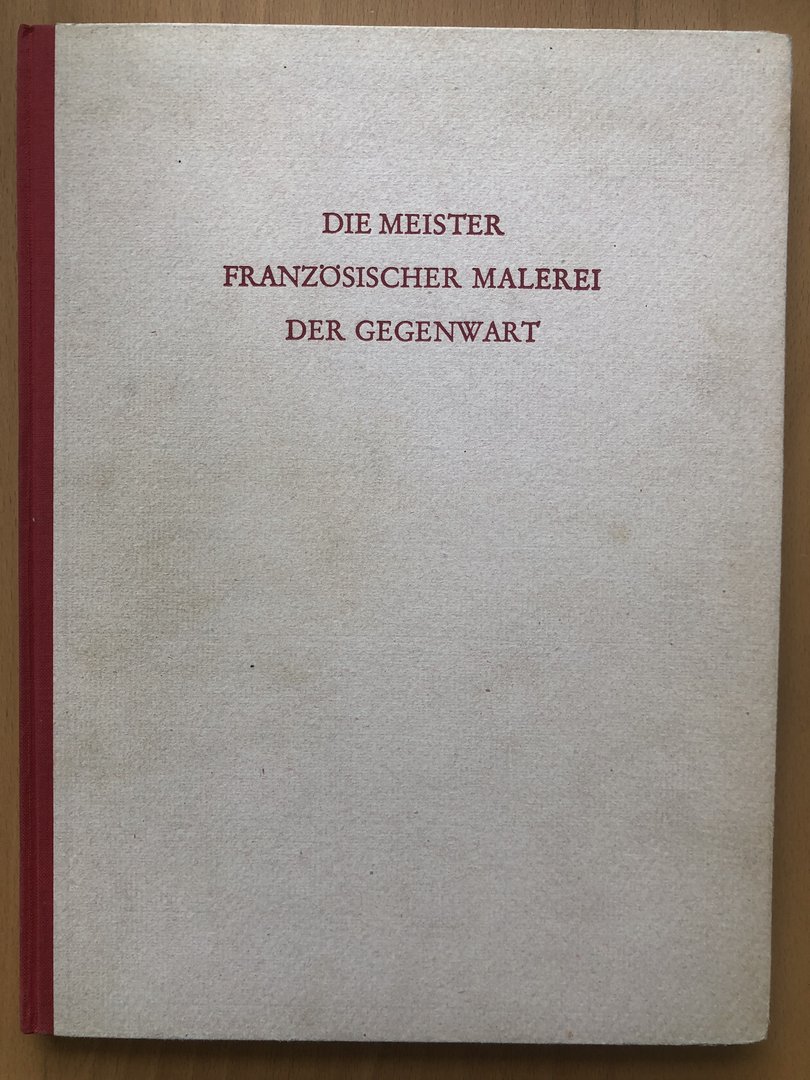 DIE MEISTER
FRANZÖSISCHER MALEREI
DER GEGENWART